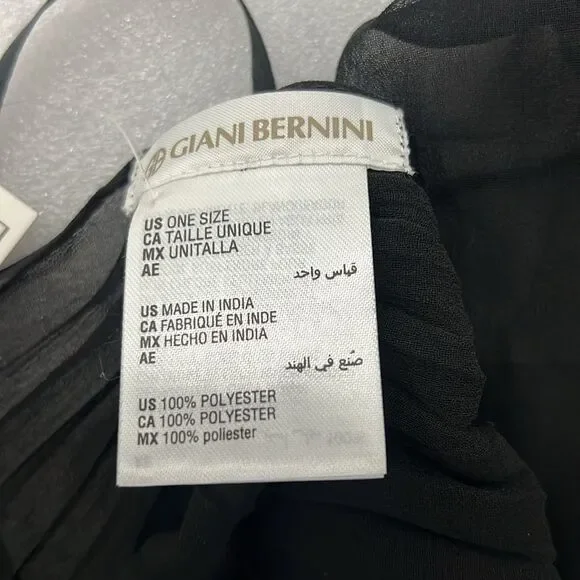 GIANI BERNINI
US ONE SIZE
CA TAILLE UNIQUE
MX UNITALLA
AE قياس واحد
US MADE IN INDIA
CA FABRIQUÉ EN INDE
MX HECHO EN INDIA
AE صُنع في الهند
US 100% POLYESTER
CA 100% POLYESTER
MX 100% poliester